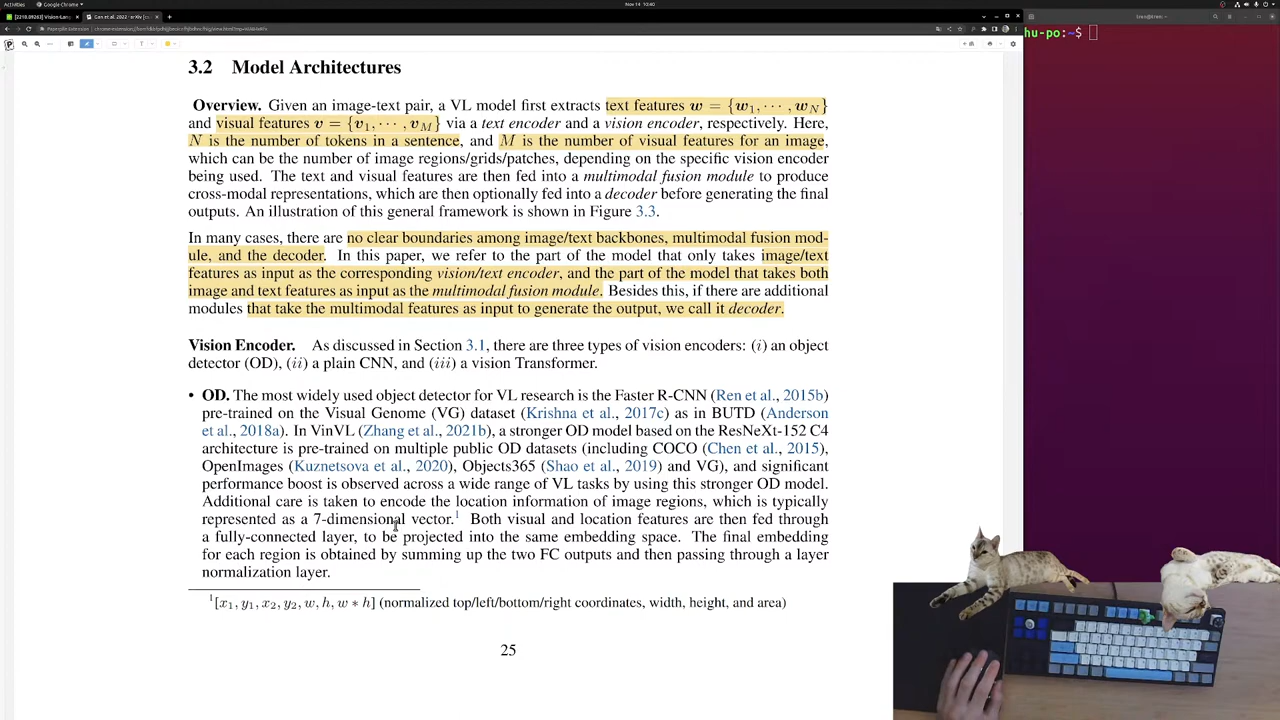 Activities
Google Chrome
Nov 14 10:40
Gan et al. 2022 - arXiv [cs
tren@tren:
hu-po:~$
3.2 Model Architectures
Overview. Given an image-text pair, a VL model first extracts text features w = {w1, · · · , wN}
and visual features v = {v1, · · · , vM} via a text encoder and a vision encoder, respectively. Here,
N is the number of tokens in a sentence, and M is the number of visual features for an image,
which can be the number of image regions/grids/patches, depending on the specific vision encoder
being used. The text and visual features are then fed into a multimodal fusion module to produce
cross-modal representations, which are then optionally fed into a decoder before generating the final
outputs. An illustration of this general framework is shown in Figure 3.3.
In many cases, there are no clear boundaries among image/text backbones, multimodal fusion mod-
ule, and the decoder. In this paper, we refer to the part of the model that only takes image/text
features as input as the corresponding vision/text encoder, and the part of the model that takes both
image and text features as input as the multimodal fusion module. Besides this, if there are additional
modules that take the multimodal features as input to generate the output, we call it decoder.
Vision Encoder. As discussed in Section 3.1, there are three types of vision encoders: (i) an object
detector (OD), (ii) a plain CNN, and (iii) a vision Transformer.
• OD. The most widely used object detector for VL research is the Faster R-CNN (Ren et al., 2015b)
pre-trained on the Visual Genome (VG) dataset (Krishna et al., 2017c) as in BUTD (Anderson
et al., 2018a). In VinVL (Zhang et al., 2021b), a stronger OD model based on the ResNeXt-152 C4
architecture is pre-trained on multiple public OD datasets (including COCO (Chen et al., 2015),
OpenImages (Kuznetsova et al., 2020), Objects365 (Shao et al., 2019) and VG), and significant
performance boost is observed across a wide range of VL tasks by using this stronger OD model.
Additional care is taken to encode the location information of image regions, which is typically
represented as a 7-dimensional vector.1 Both visual and location features are then fed through
a fully-connected layer, to be projected into the same embedding space. The final embedding
for each region is obtained by summing up the two FC outputs and then passing through a layer
normalization layer.
1[x1, y1, x2, y2, w, h, w ∗ h] (normalized top/left/bottom/right coordinates, width, height, and area)
25